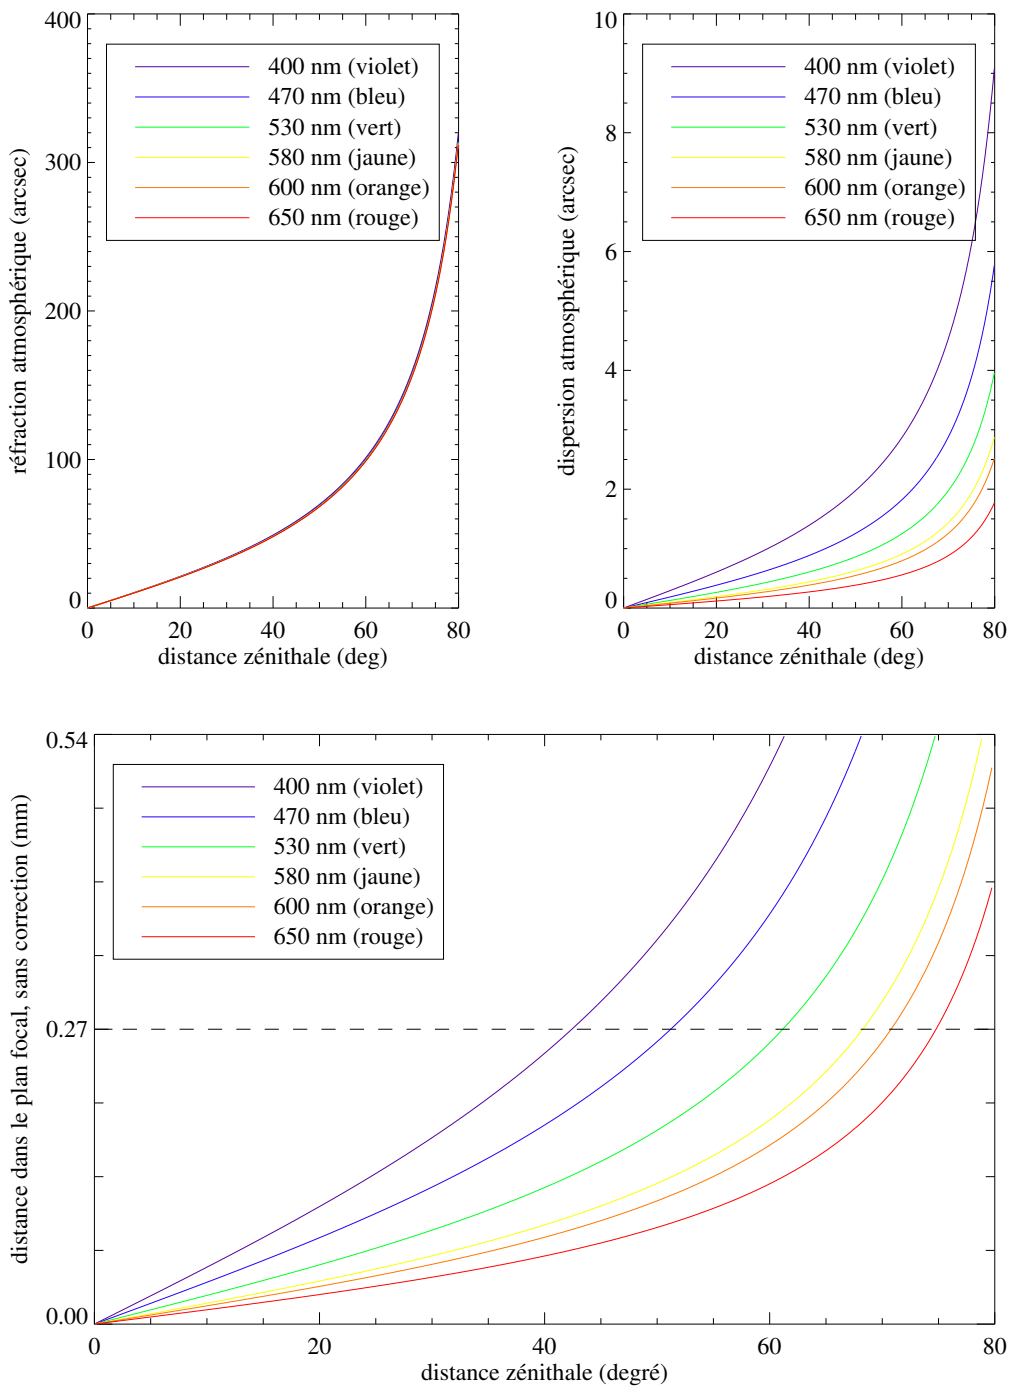 400
300
200
100
0
réfraction atmosphérique (arcsec)
400 nm (violet)
470 nm (bleu)
530 nm (vert)
580 nm (jaune)
600 nm (orange)
650 nm (rouge)
0 20 40 60 80
distance zénithale (deg)
10
8
6
4
2
0
dispersion atmosphérique (arcsec)
400 nm (violet)
470 nm (bleu)
530 nm (vert)
580 nm (jaune)
600 nm (orange)
650 nm (rouge)
0 20 40 60 80
distance zénithale (deg)
0.54
0.27
0.00
distance dans le plan focal, sans correction (mm)
400 nm (violet)
470 nm (bleu)
530 nm (vert)
580 nm (jaune)
600 nm (orange)
650 nm (rouge)
0 20 40 60 80
distance zénithale (degré)